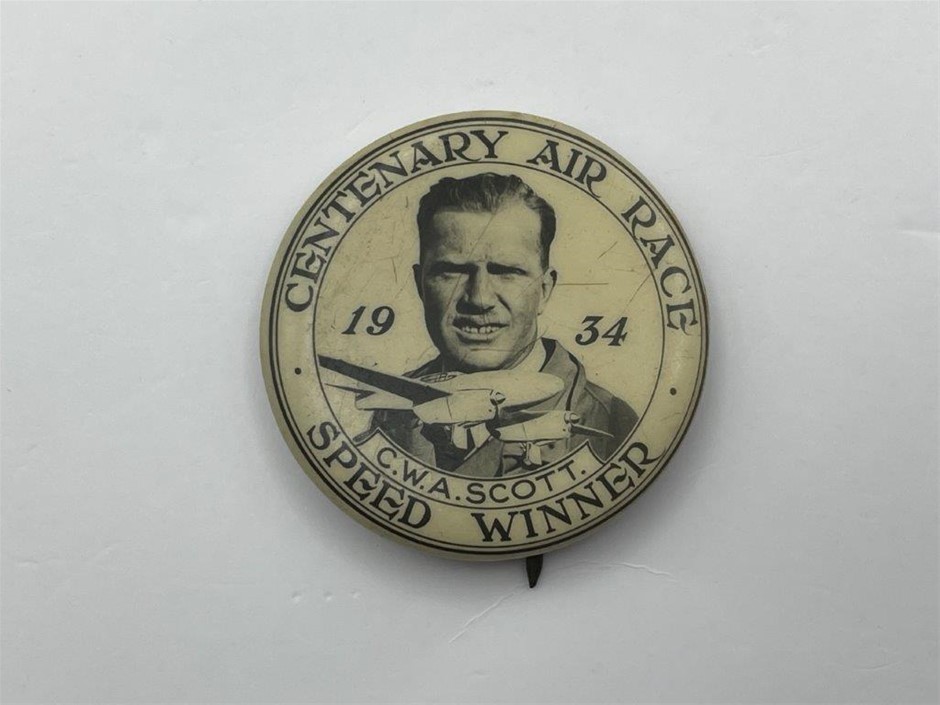 CENTENARY AIR RACE
19 34
C.W.A. SCOTT.
SPEED WINNER